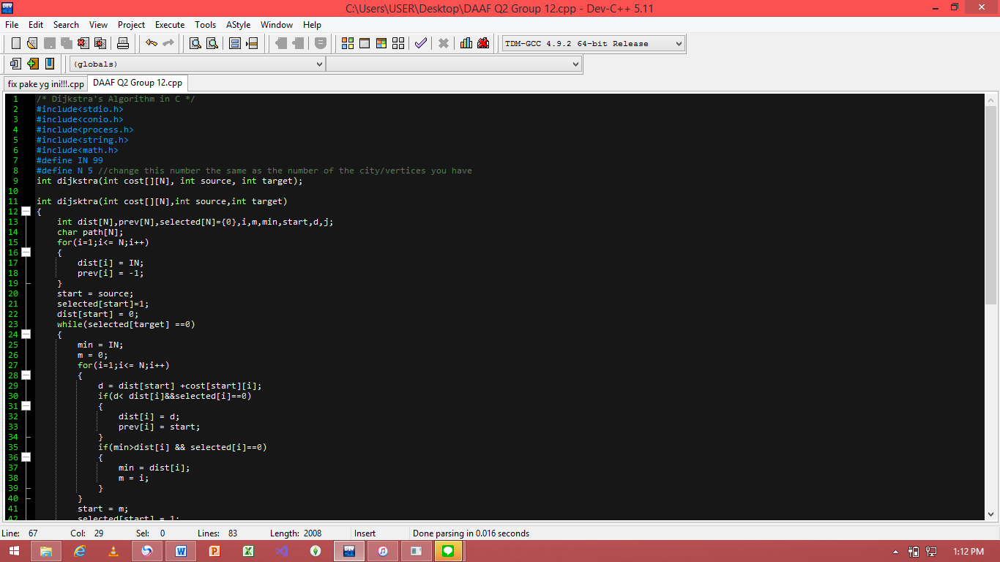 C:\Users\USER\Desktop\DAAF Q2 Group 12.cpp - Dev-C++ 5.11
File Edit Search View Project Execute Tools AStyle Window Help
TDM-GCC 4.9.2 64-bit Release
(globals)
fix pake yg ini!!!.cpp DAAF Q2 Group 12.cpp
1 /* Dijkstra's Algorithm in C */
2 #include<stdio.h>
3 #include<conio.h>
4 #include<process.h>
5 #include<string.h>
6 #include<math.h>
7 #define IN 99
8 #define N 5 //change this number the same as the number of the city/vertices you have
9 int dijkstra(int cost[][N], int source, int target);
10
11 int dijsktra(int cost[][N],int source,int target)
12 {
13 int dist[N],prev[N],selected[N]={0},i,m,min,start,d,j;
14 char path[N];
15 for(i=1;i<= N;i++)
16 {
17 dist[i] = IN;
18 prev[i] = -1;
19 }
20 start = source;
21 selected[start]=1;
22 dist[start] = 0;
23 while(selected[target] ==0)
24 {
25 min = IN;
26 m = 0;
27 for(i=1;i<= N;i++)
28 {
29 d = dist[start] +cost[start][i];
30 if(d< dist[i]&&selected[i]==0)
31 {
32 dist[i] = d;
33 prev[i] = start;
34 }
35 if(min>dist[i] && selected[i]==0)
36 {
37 min = dist[i];
38 m = i;
39 }
40 }
41 start = m;
42 selected[start] = 1;
Line: 67 Col: 29 Sel: 0 Lines: 83 Length: 2008 Insert Done parsing in 0.016 seconds
1:12 PM